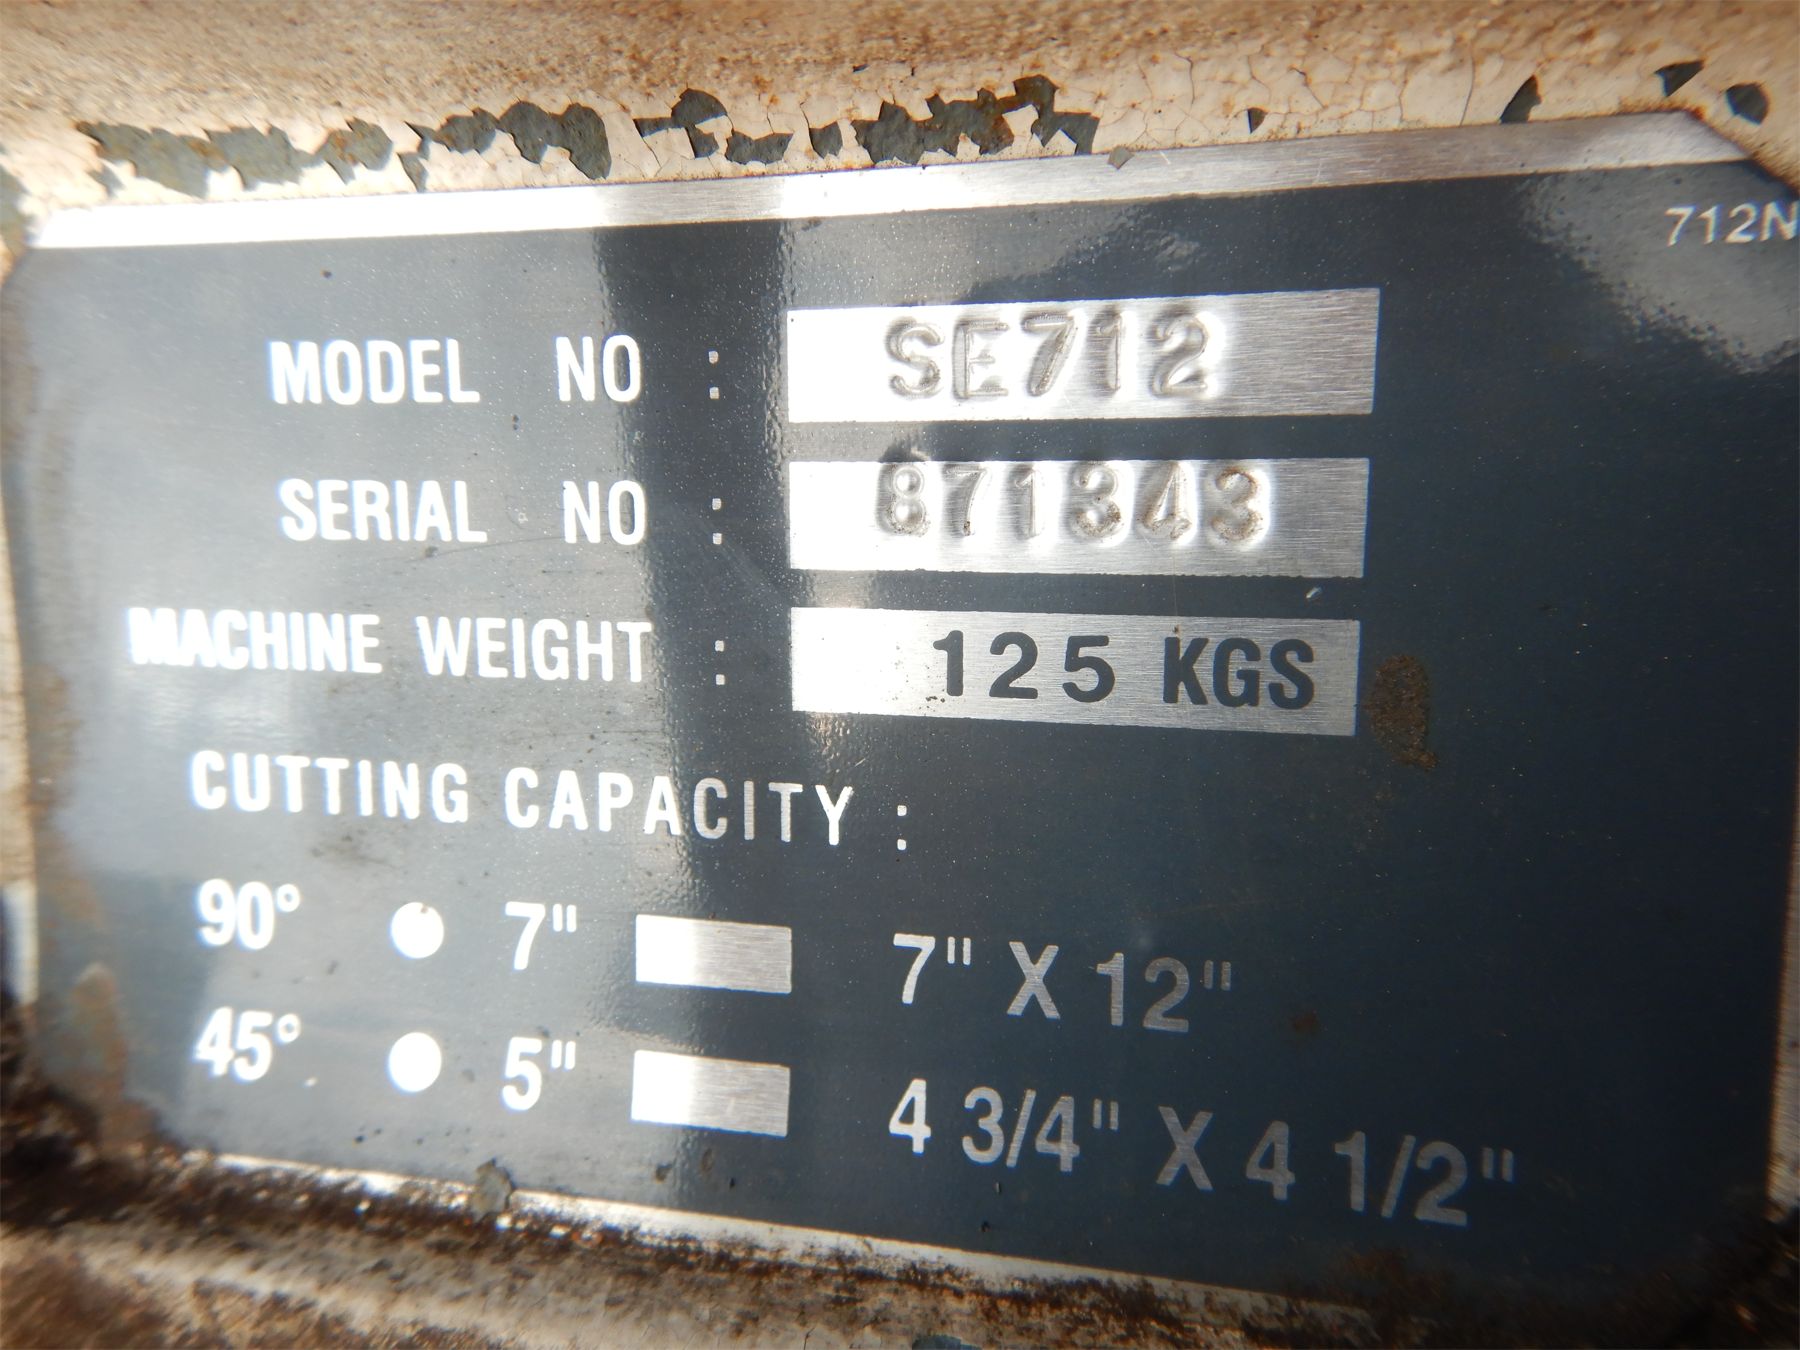 712N
MODEL NO : SE712
SERIAL NO : 871343
MACHINE WEIGHT : 125 KGS
CUTTING CAPACITY :
90° ● 7" 7" X 12"
45° ● 5" 4 3/4" X 4 1/2"